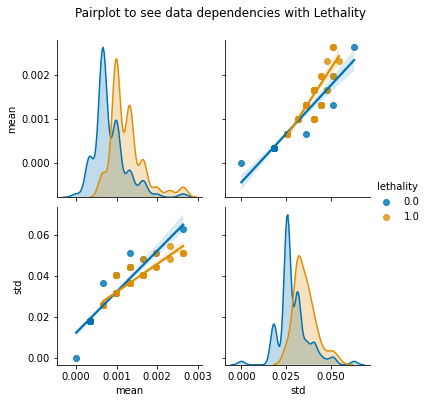 Pairplot to see data dependencies with Lethality
0.002
0.001
0.000
mean
lethality
0.0
1.0
0.06
0.04
0.02
0.00
std
0.000 0.001 0.002 0.003
mean
0.000 0.025 0.050
std